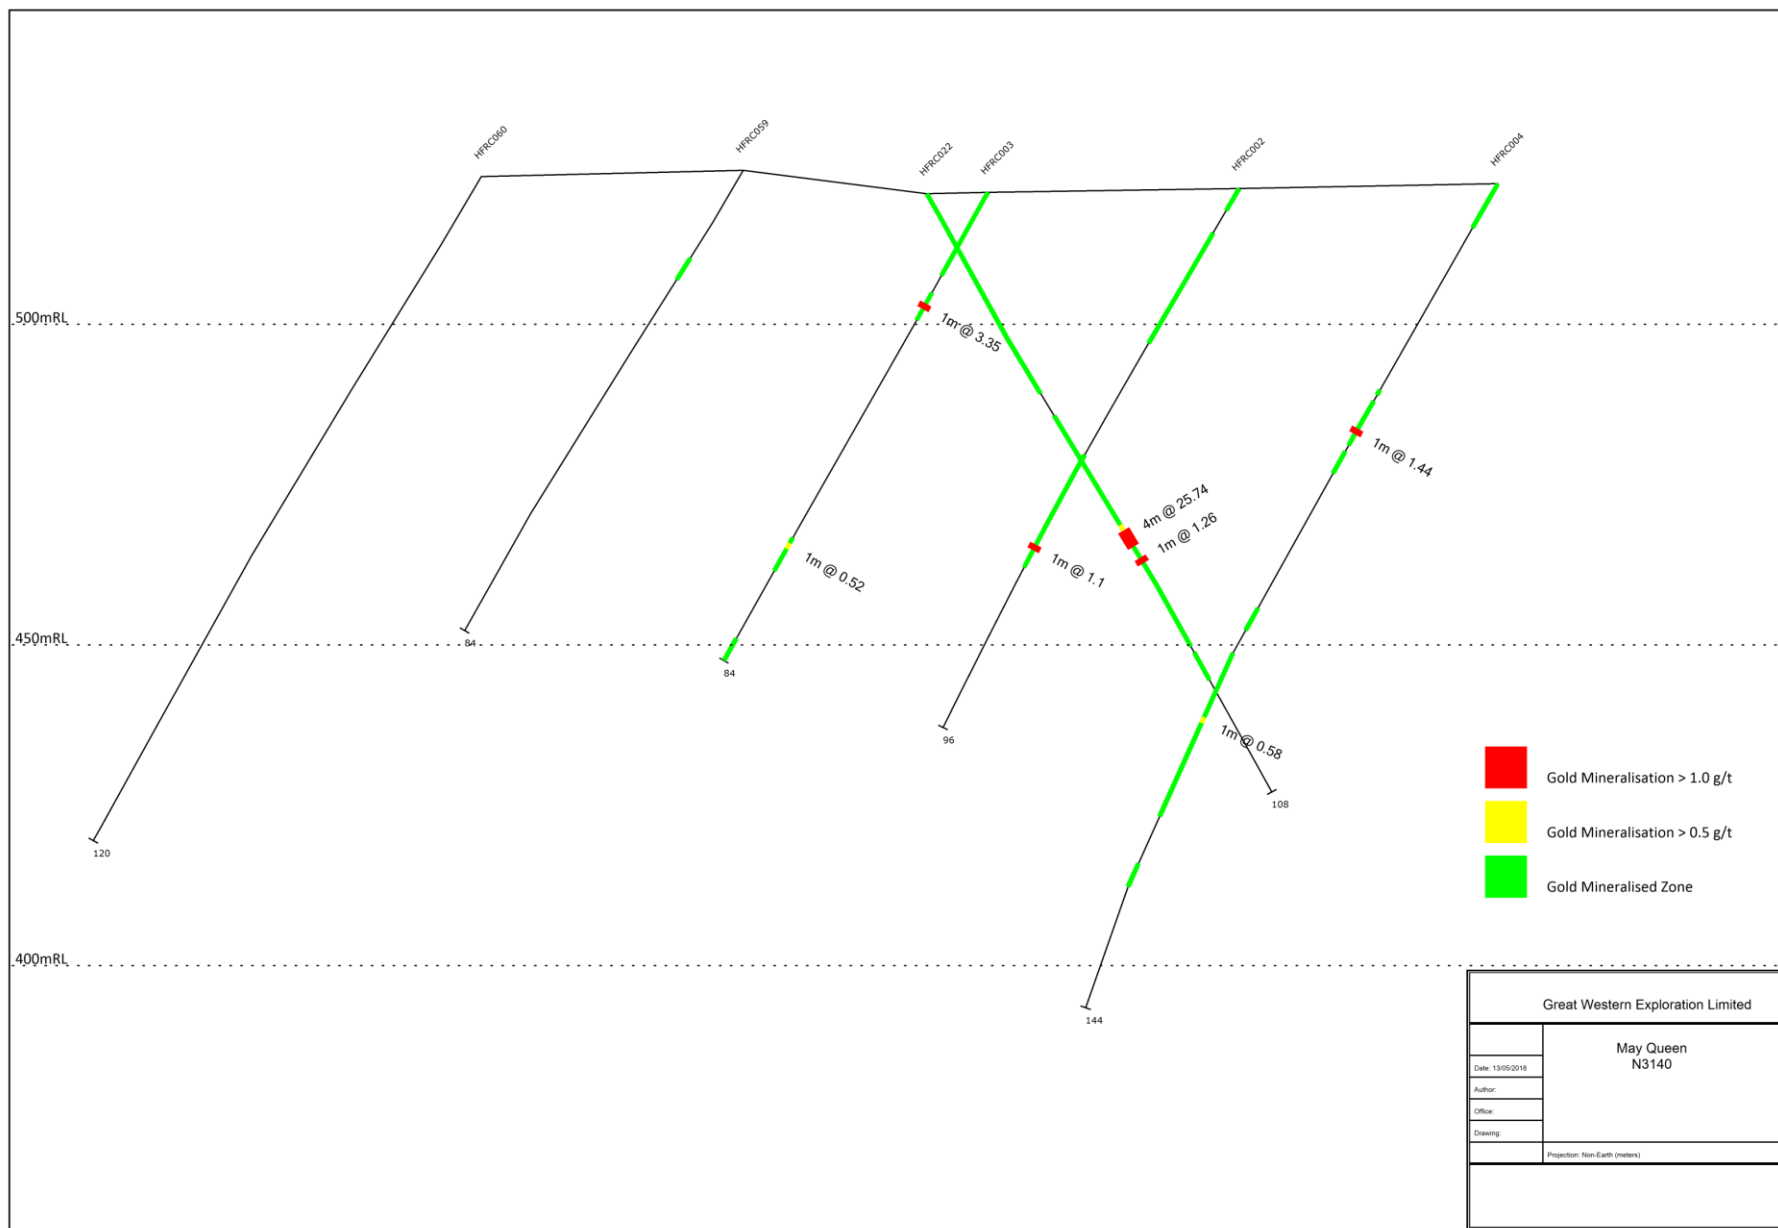 HFRC060
HFRC059
HFRC022
HFRC003
HFRC002
HFRC004
500mRL
1m @ 3.35
1m @ 1.44
4m @ 25.74
1m @ 1.26
1m @ 0.52
1m @ 1.1
450mRL
84
84
96
1m @ 0.58
108
120
Gold Mineralisation > 1.0 g/t
Gold Mineralisation > 0.5 g/t
Gold Mineralised Zone
400mRL
144
Great Western Exploration Limited
May Queen
N3140
Date: 13/05/2018
Author:
Office:
Drawing:
Projection: Non-Earth (meters)